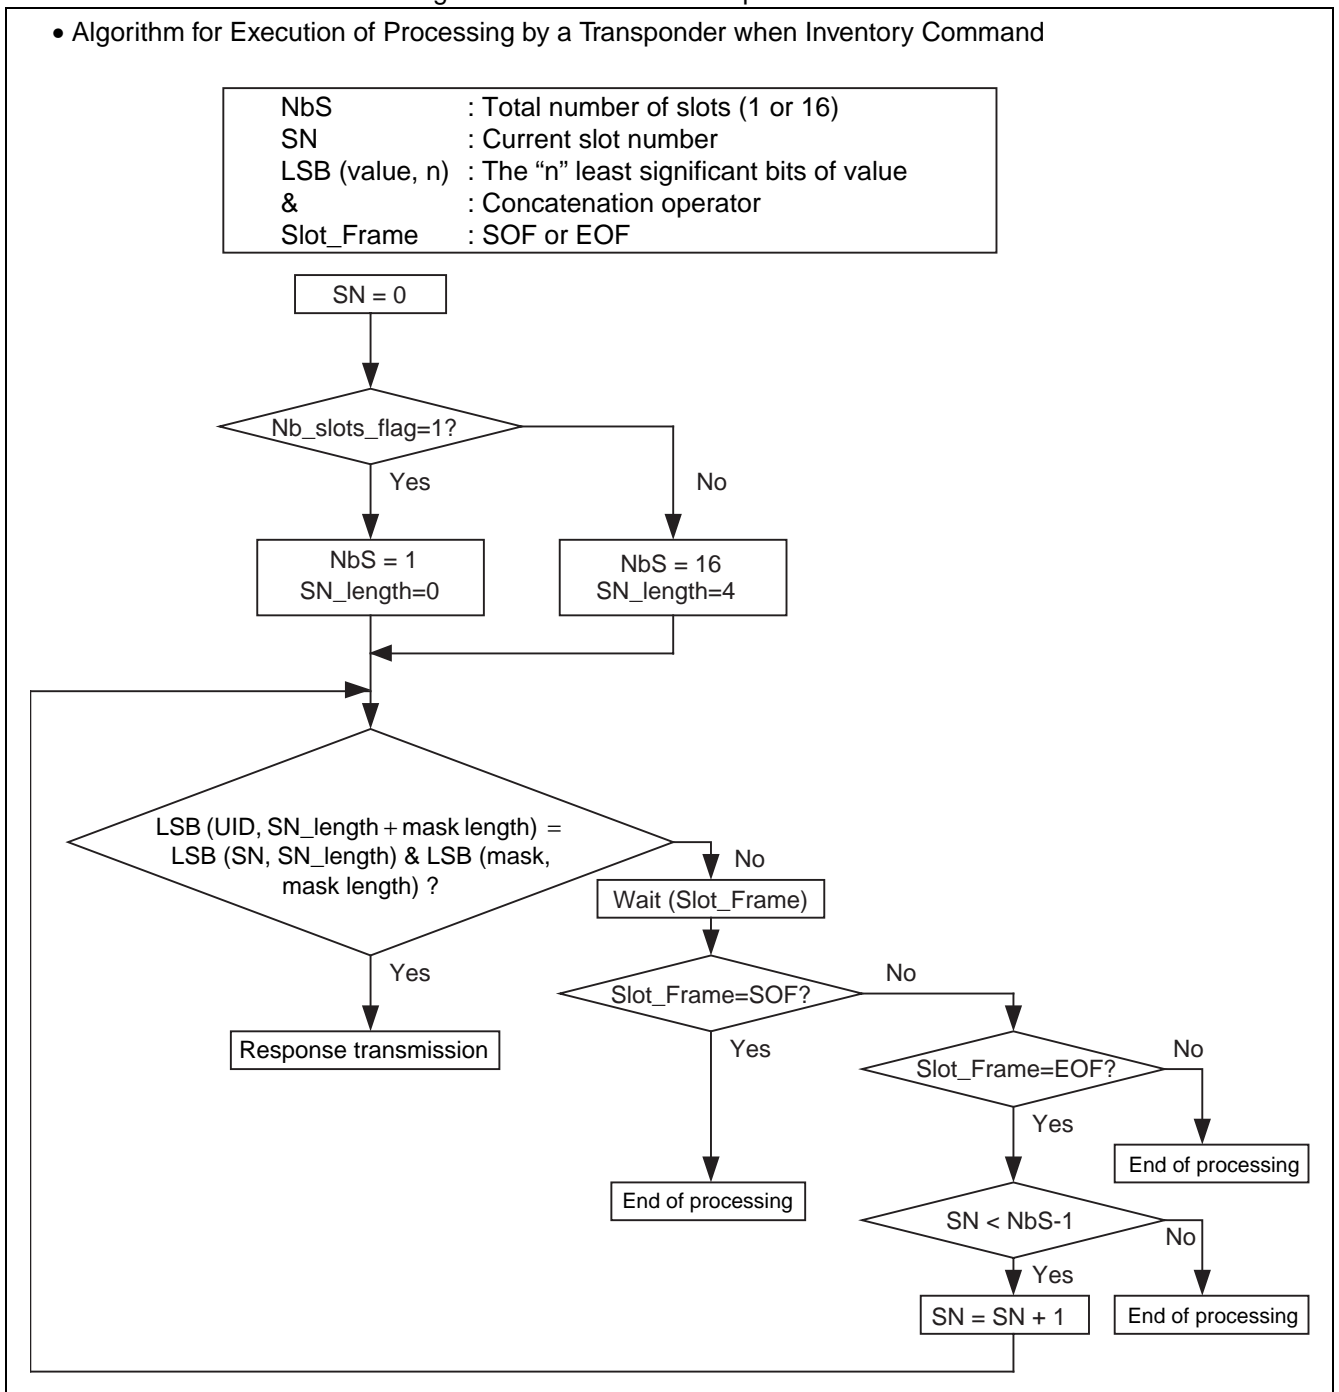 • Algorithm for Execution of Processing by a Transponder when Inventory Command
NbS : Total number of slots (1 or 16)
SN : Current slot number
LSB (value, n) : The “n” least significant bits of value
& : Concatenation operator
Slot_Frame : SOF or EOF
SN = 0
Nb_slots_flag=1?
Yes
No
NbS = 1
SN_length=0
NbS = 16
SN_length=4
LSB (UID, SN_length + mask length) =
LSB (SN, SN_length) & LSB (mask,
mask length) ?
No
Wait (Slot_Frame)
Yes
Response transmission
Slot_Frame=SOF?
No
Yes
End of processing
Slot_Frame=EOF?
No
Yes
End of processing
SN < NbS-1
No
Yes
SN = SN + 1
End of processing